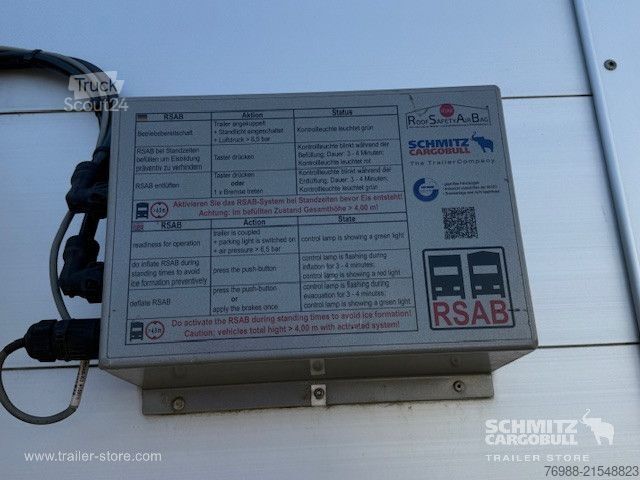 Truck
Scout24
RSAB Aktion Status
Betriebsbereitschaft
Trailer angekuppelt
+ Standlicht eingeschaltet
+ Luftdruck > 6,5 bar
Kontrollleuchte leuchtet grün
RSAB bei Standzeiten
befüllen um Eisbildung
präventiv zu verhindern
Taster drücken
Kontrollleuchte blinkt während der
Befüllung; Dauer: 3 - 4 Minuten;
Kontrollleuchte leuchtet rot
RSAB entlüften
Taster drücken
oder
1 x Bremse treten
Kontrollleuchte blinkt während der
Entlüftung; Dauer: 3 - 4 Minuten;
Kontrollleuchte leuchtet grün
Aktivieren Sie das RSAB-System bei Standzeiten bevor Eis entsteht!
Achtung: Im befüllten Zustand Gesamthöhe > 4,00 m!
RSAB Action State
readiness for operation
trailer is coupled
+ parking light is switched on
+ air pressure > 6,5 bar
control lamp is showing a green light
do inflate RSAB during
standing times to avoid
ice formation preventively
press the push-button
control lamp is flashing during
inflation for 3 - 4 minutes;
control lamp is showing a red light
deflate RSAB
press the push-button
or
apply the brakes once
control lamp is flashing during
evacuation for 3 - 4 minutes;
control lamp is showing a green light
Do activate the RSAB during standing times to avoid ice formation!
Caution: vehicles total hight > 4,00 m with activated system!
ROOFSAFETYAIRBAG
SCHMITZ
CARGOBULL
The TrailerCompany
RSAB
www.trailer-store.com
SCHMITZ
CARGOBULL
TRAILER STORE
76988-21548823